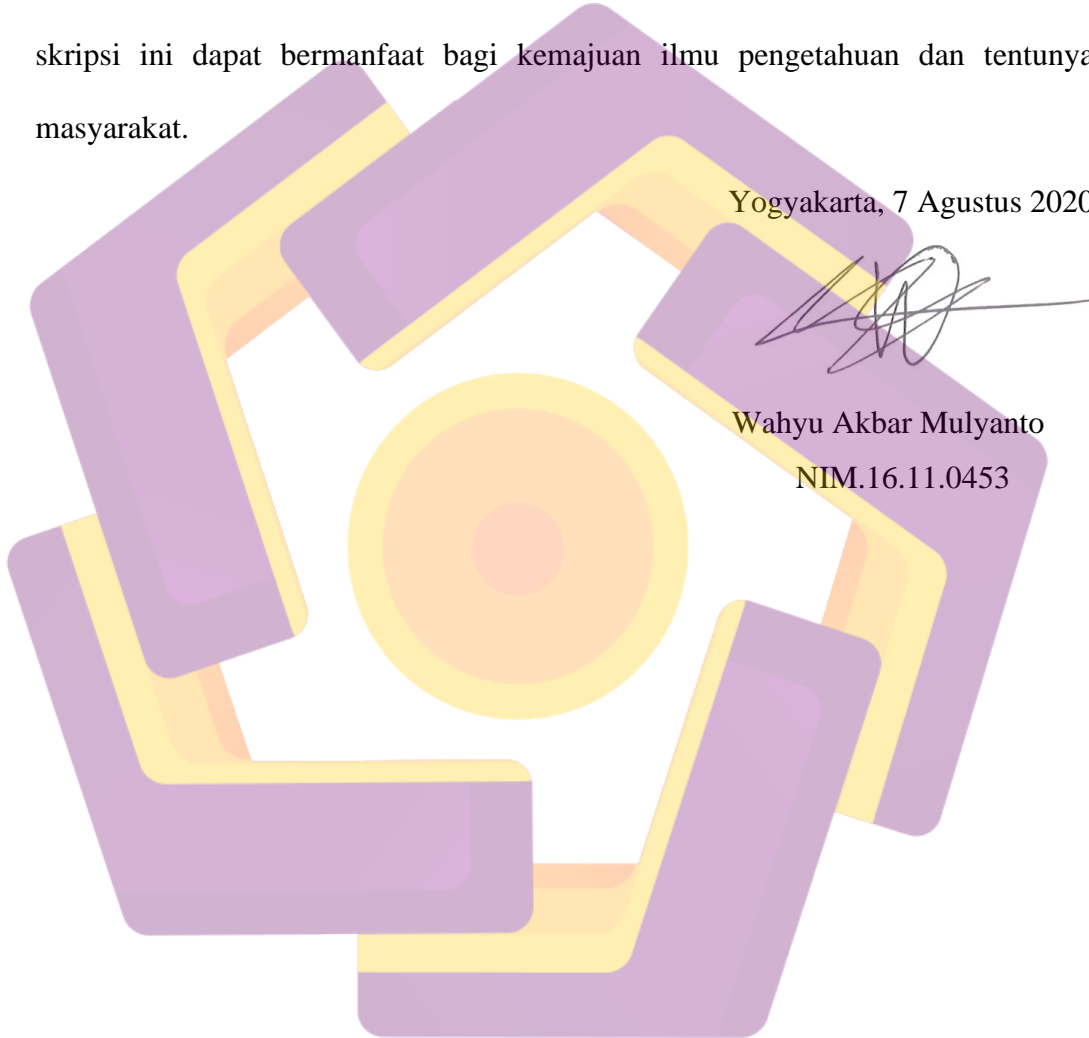 skripsi ini dapat bermanfaat bagi kemajuan ilmu pengetahuan dan tentunya
masyarakat.
Yogyakarta, 7 Agustus 2020
Wahyu Akbar Mulyanto
NIM.16.11.0453